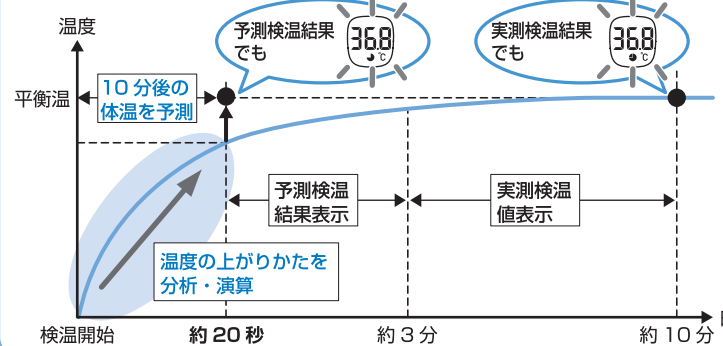 温度
予測検温結果
でも
36.8
℃
実測検温結果
でも
36.8
℃
平衡温
10分後の
体温を予測
予測検温
結果表示
実測検温
値表示
温度の上がりかたを
分析・演算
検温開始
約20秒
約3分
約10分